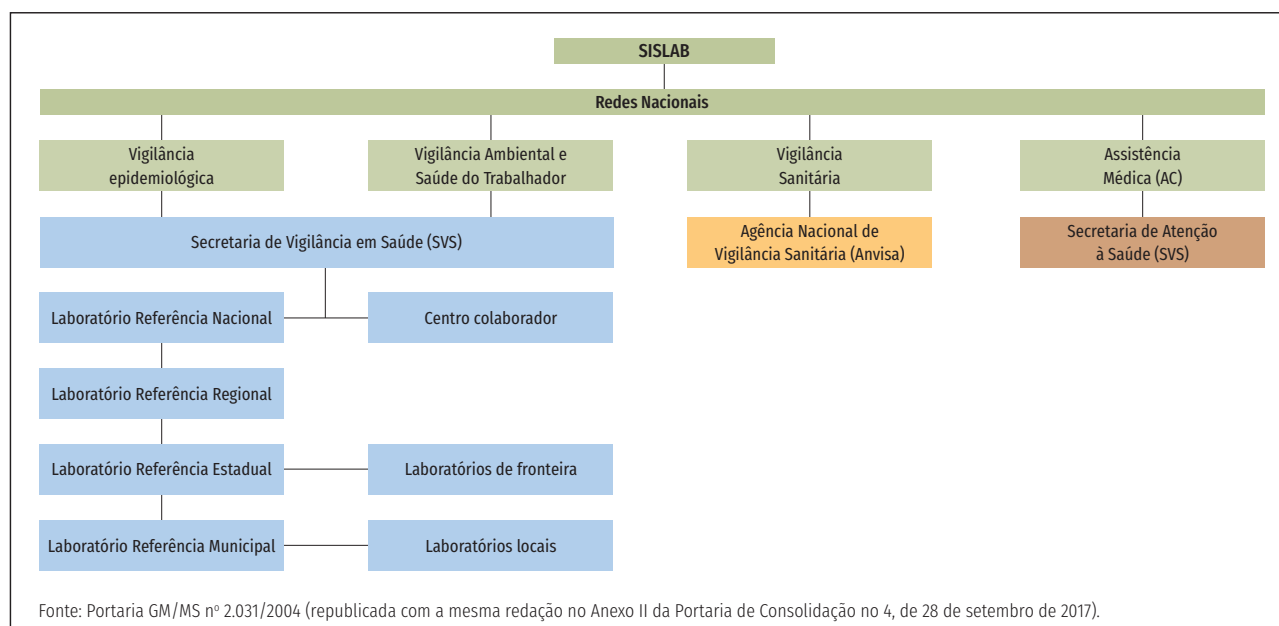 SISLAB
Redes Nacionais
Vigilância
epidemiológica
Vigilância Ambiental e
Saúde do Trabalhador
Vigilância
Sanitária
Assistência
Médica (AC)
Secretaria de Vigilância em Saúde (SVS)
Agência Nacional de
Vigilância Sanitária (Anvisa)
Secretaria de Atenção
à Saúde (SVS)
Laboratório Referência Nacional
Centro colaborador
Laboratório Referência Regional
Laboratório Referência Estadual
Laboratórios de fronteira
Laboratório Referência Municipal
Laboratórios locais
Fonte: Portaria GM/MS nº 2.031/2004 (republicada com a mesma redação no Anexo II da Portaria de Consolidação no 4, de 28 de setembro de 2017).